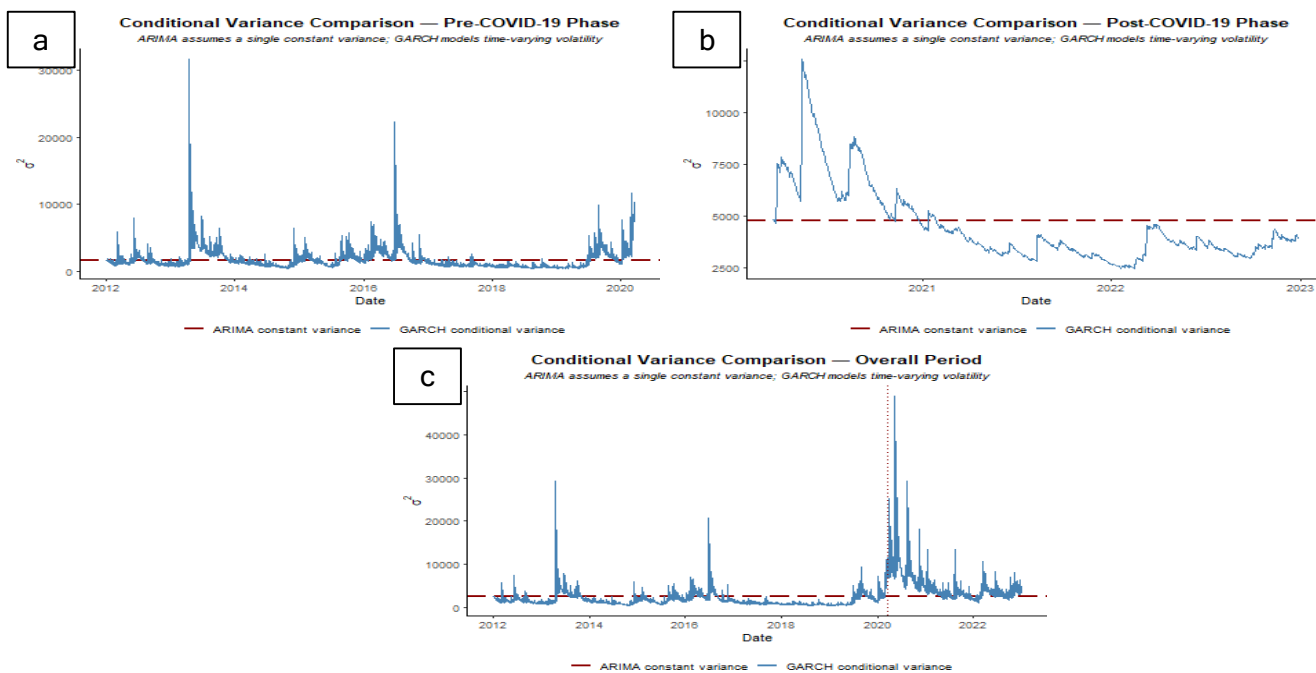 a
Conditional Variance Comparison — Pre-COVID-19 Phase
ARIMA assumes a single constant variance; GARCH models time-varying volatility
30000
20000
10000
0
σ²
2012
2014
2016
2018
2020
Date
ARIMA constant variance
GARCH conditional variance
b
Conditional Variance Comparison — Post-COVID-19 Phase
ARIMA assumes a single constant variance; GARCH models time-varying volatility
10000
7500
5000
2500
σ²
2021
2022
2023
Date
ARIMA constant variance
GARCH conditional variance
c
Conditional Variance Comparison — Overall Period
ARIMA assumes a single constant variance; GARCH models time-varying volatility
40000
30000
20000
10000
0
σ²
2012
2014
2016
2018
2020
2022
Date
ARIMA constant variance
GARCH conditional variance